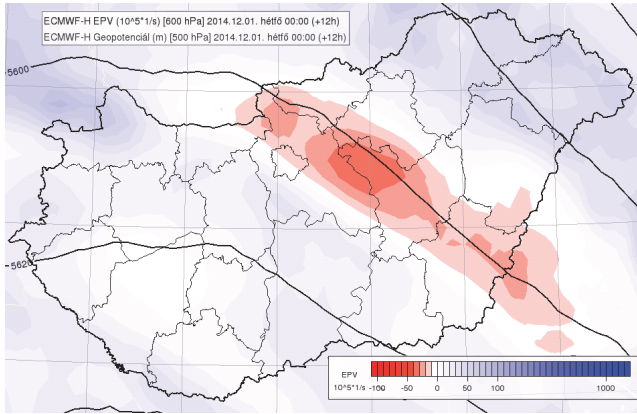 ECMWF-H EPV (10^5*1/s) [600 hPa] 2014.12.01. hétfő 00:00 (+12h)
ECMWF-H Geopotenciál (m) [500 hPa] 2014.12.01. hétfő 00:00 (+12h)
5600
5620
EPV
10^5*1/s
-100 -50 0 50 100 1000